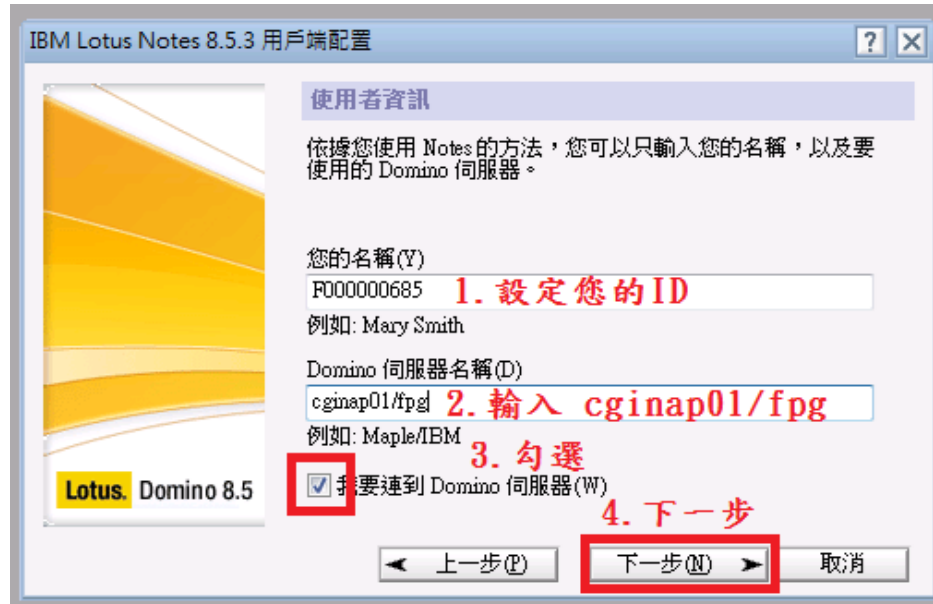 IBM Lotus Notes 8.5.3 用戶端配置
使用者資訊
依據您使用 Notes 的方法，您可以只輸入您的名稱，以及要
使用的 Domino 伺服器。
您的名稱(Y)
F000000685 1. 設定您的ID
例如: Mary Smith
Domino 伺服器名稱(D)
cginap01/fpg 2. 輸入 cginap01/fpg
例如: Maple/IBM
3. 勾選
我要連到 Domino 伺服器(W)
Lotus. Domino 8.5
4. 下一步
上一步(P) 下一步(N) 取消